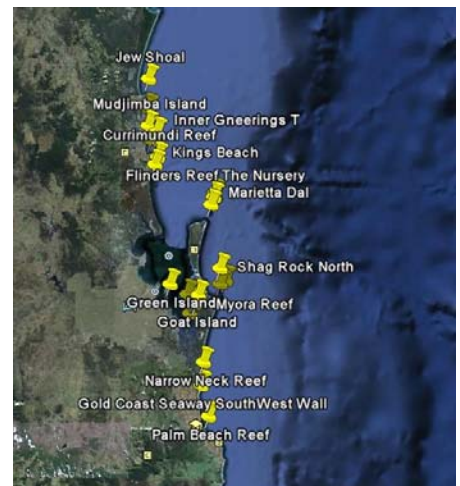 Jew Shoal
Mudjimba Island
Inner Gneerings T
Currimundi Reef
Kings Beach
Flinders Reef The Nursery
Marietta Dal
Shag Rock North
Green Island Myora Reef
Goat Island
Narrow Neck Reef
Gold Coast Seaway SouthWest Wall
Palm Beach Reef